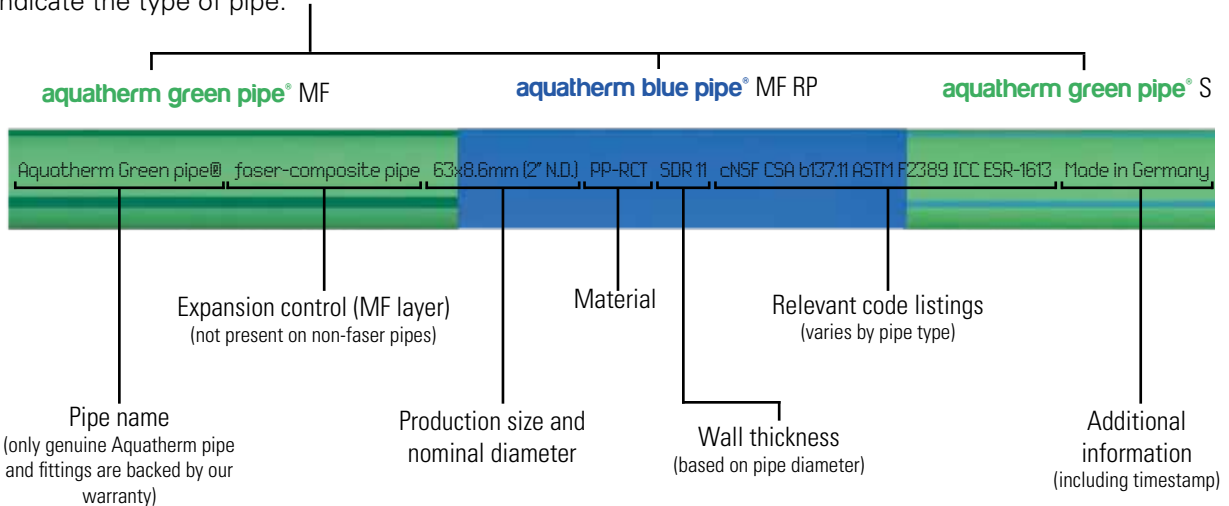 ndicate the type of pipe.
aquatherm green pipe® MF
aquatherm blue pipe® MF RP
aquatherm green pipe® S
Aquatherm Green pipe® faser-composite pipe 63x8.6mm (2" N.D.) PP-RCT SDR 11 cNSF CSA b137.11 ASTM F2389 ICC ESR-1613 Made in Germany
Expansion control (MF layer)
(not present on non-faser pipes)
Material
Relevant code listings
(varies by pipe type)
Pipe name
(only genuine Aquatherm pipe
and fittings are backed by our
warranty)
Production size and
nominal diameter
Wall thickness
(based on pipe diameter)
Additional
information
(including timestamp)